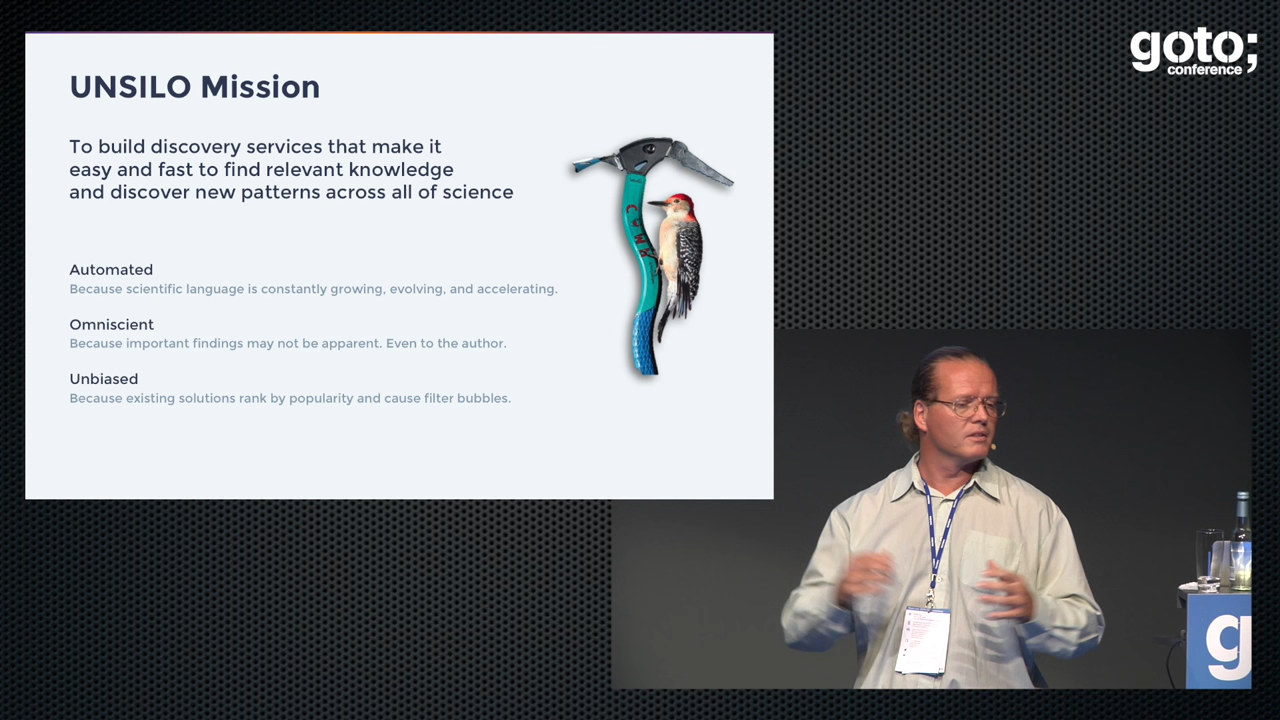 UNSILO Mission
To build discovery services that make it
easy and fast to find relevant knowledge
and discover new patterns across all of science
Automated
Because scientific language is constantly growing, evolving, and accelerating.
Omniscient
Because important findings may not be apparent. Even to the author.
Unbiased
Because existing solutions rank by popularity and cause filter bubbles.
goto;
conference
g